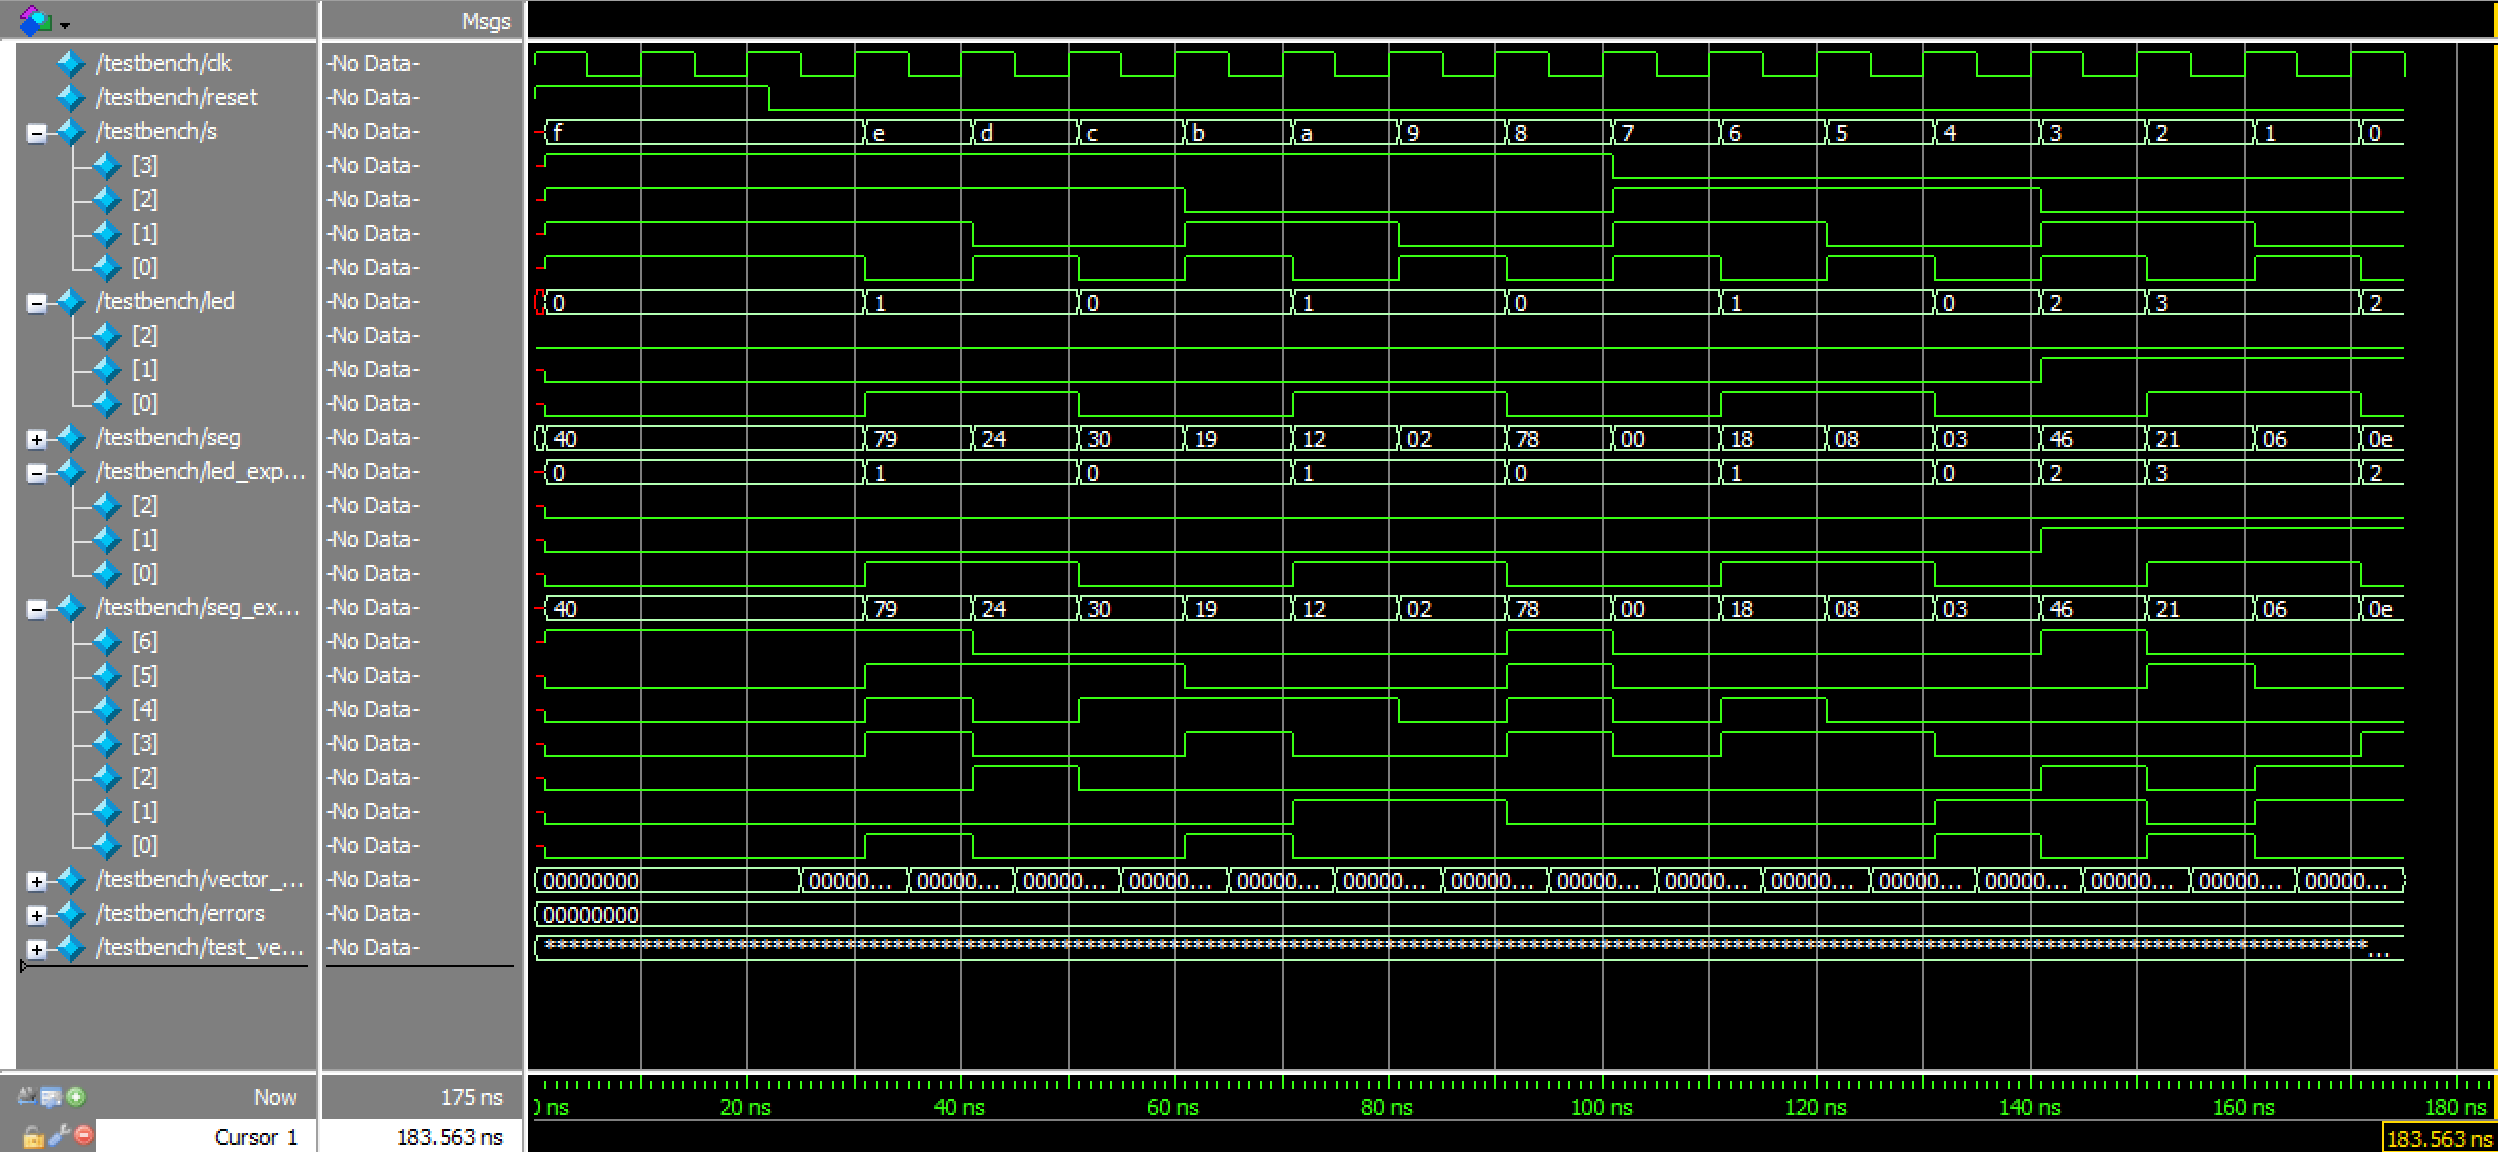 Msgs
/testbench/clk -No Data-
/testbench/reset -No Data-
/testbench/s -No Data- f e d c b a 9 8 7 6 5 4 3 2 1 0
[3] -No Data-
[2] -No Data-
[1] -No Data-
[0] -No Data-
/testbench/led -No Data- 0 1 0 1 0 1 0 2 3 2
[2] -No Data-
[1] -No Data-
[0] -No Data-
/testbench/seg -No Data- 40 79 24 30 19 12 02 78 00 18 08 03 46 21 06 0e
/testbench/led_exp... -No Data- 0 1 0 1 0 1 0 2 3 2
[2] -No Data-
[1] -No Data-
[0] -No Data-
/testbench/seg_ex... -No Data- 40 79 24 30 19 12 02 78 00 18 08 03 46 21 06 0e
[6] -No Data-
[5] -No Data-
[4] -No Data-
[3] -No Data-
[2] -No Data-
[1] -No Data-
[0] -No Data-
/testbench/vector_... -No Data- 00000000 00000... 00000... 00000... 00000... 00000... 00000... 00000... 00000... 00000... 00000... 00000... 00000... 00000... 00000... 00000...
/testbench/errors -No Data- 00000000
/testbench/test_ve... -No Data-
Now 175 ns ns 20 ns 40 ns 60 ns 80 ns 100 ns 120 ns 140 ns 160 ns 180 ns
Cursor 1 183.563 ns 183.563 ns